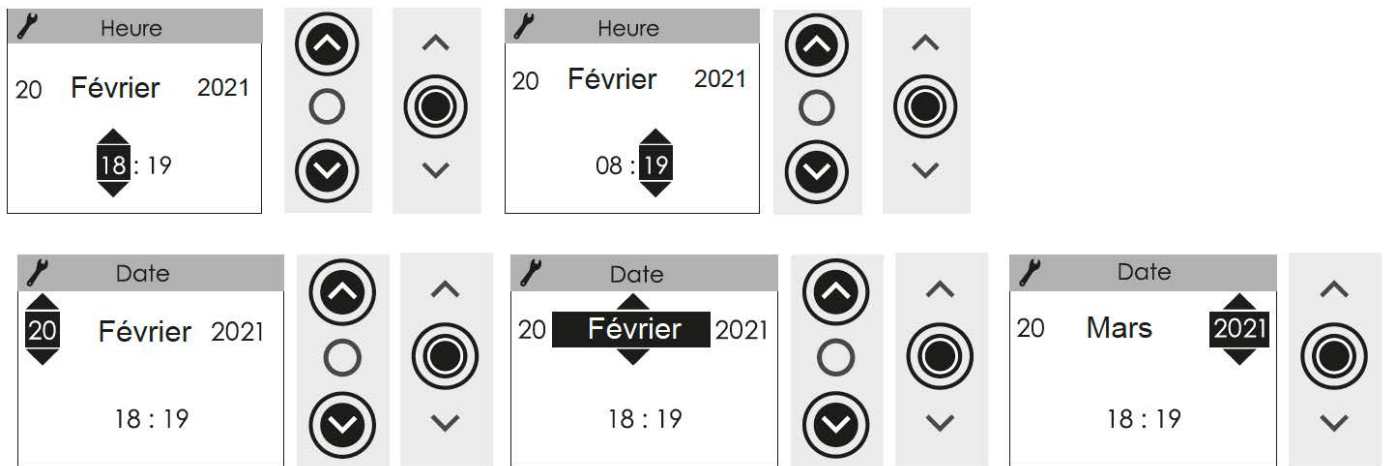 Heure
20 Février 2021
18 : 19
Heure
20 Février 2021
08 : 19
Date
20 Février 2021
18 : 19
Date
20 Février 2021
18 : 19
Date
20 Mars 2021
18 : 19